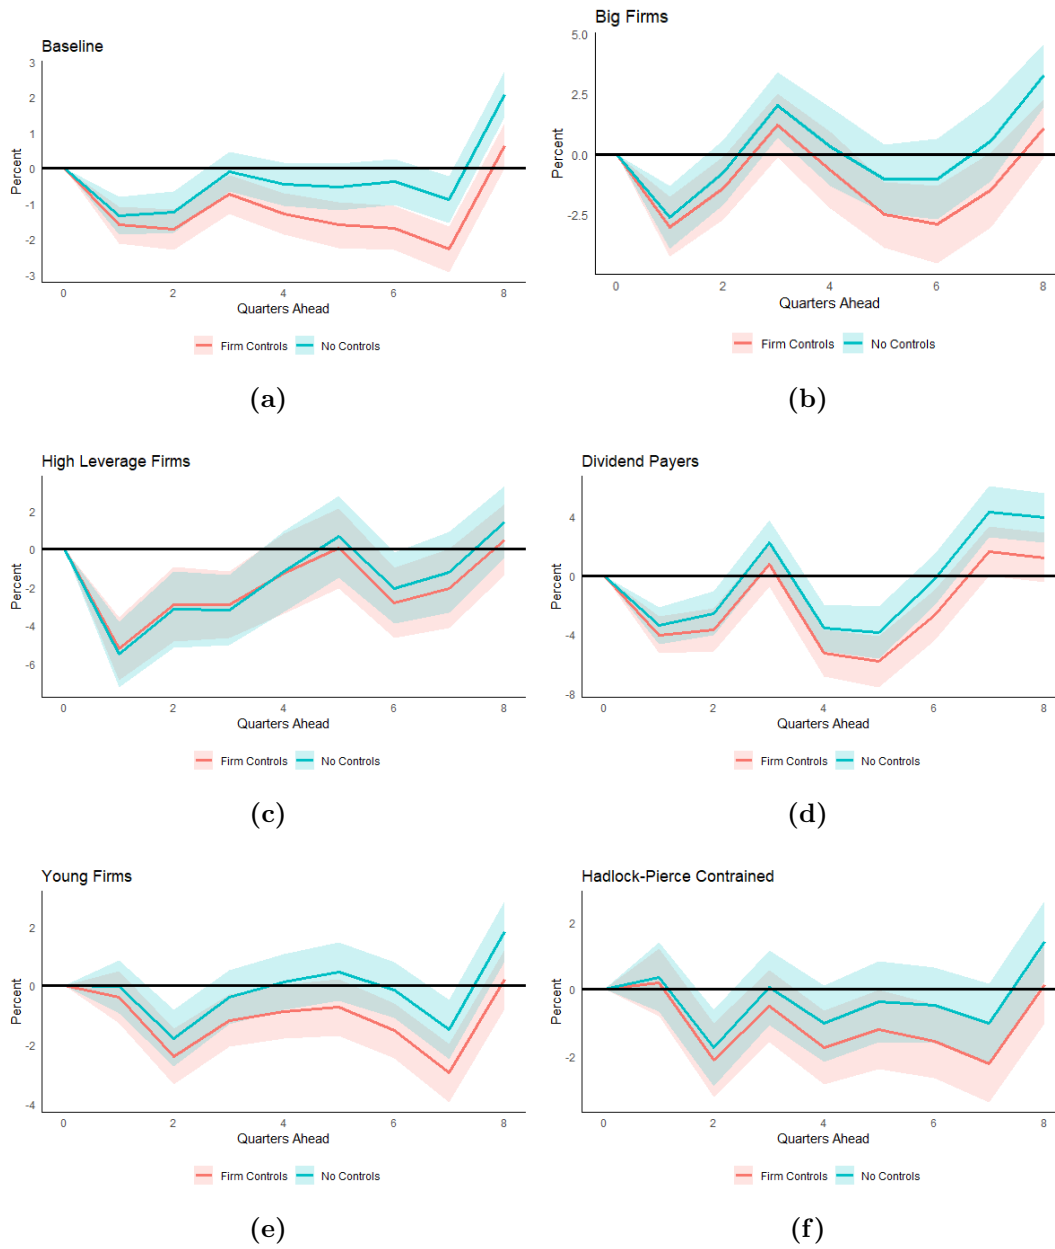 Baseline
3
2
1
0
-1
-2
-3
Percent
0 2 4 6 8
Quarters Ahead
Firm Controls No Controls
(a)
Big Firms
5.0
2.5
0.0
-2.5
Percent
0 2 4 6 8
Quarters Ahead
Firm Controls No Controls
(b)
High Leverage Firms
2
0
-2
-4
-6
Percent
0 2 4 6 8
Quarters Ahead
Firm Controls No Controls
(c)
Dividend Payers
4
0
-4
-8
Percent
0 2 4 6 8
Quarters Ahead
Firm Controls No Controls
(d)
Young Firms
2
0
-2
-4
Percent
0 2 4 6 8
Quarters Ahead
Firm Controls No Controls
(e)
Hadlock-Pierce Contrained
2
0
-2
Percent
0 2 4 6 8
Quarters Ahead
Firm Controls No Controls
(f)